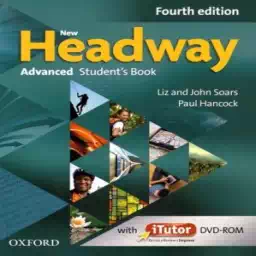 Fourth edition
New
Headway
Advanced Student's Book
Liz and John Soars
Paul Hancock
with iTutor DVD-ROM
OXFORD